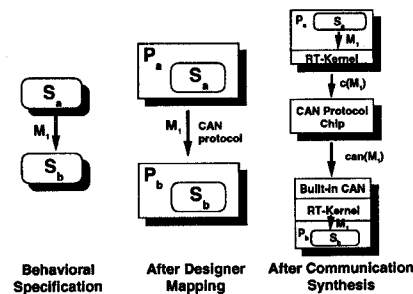 Sa
M1
Sb
Behavioral
Specification
Pa
Sa
M1
CAN
protocol
Pb
Sb
After Designer
Mapping
Pa
Sa
M1
RT-Kernel
c(M1)
CAN Protocol
Chip
can(M1)
Built-in CAN
RT-Kernel
M1
Pb
Sb
After Communication
Synthesis